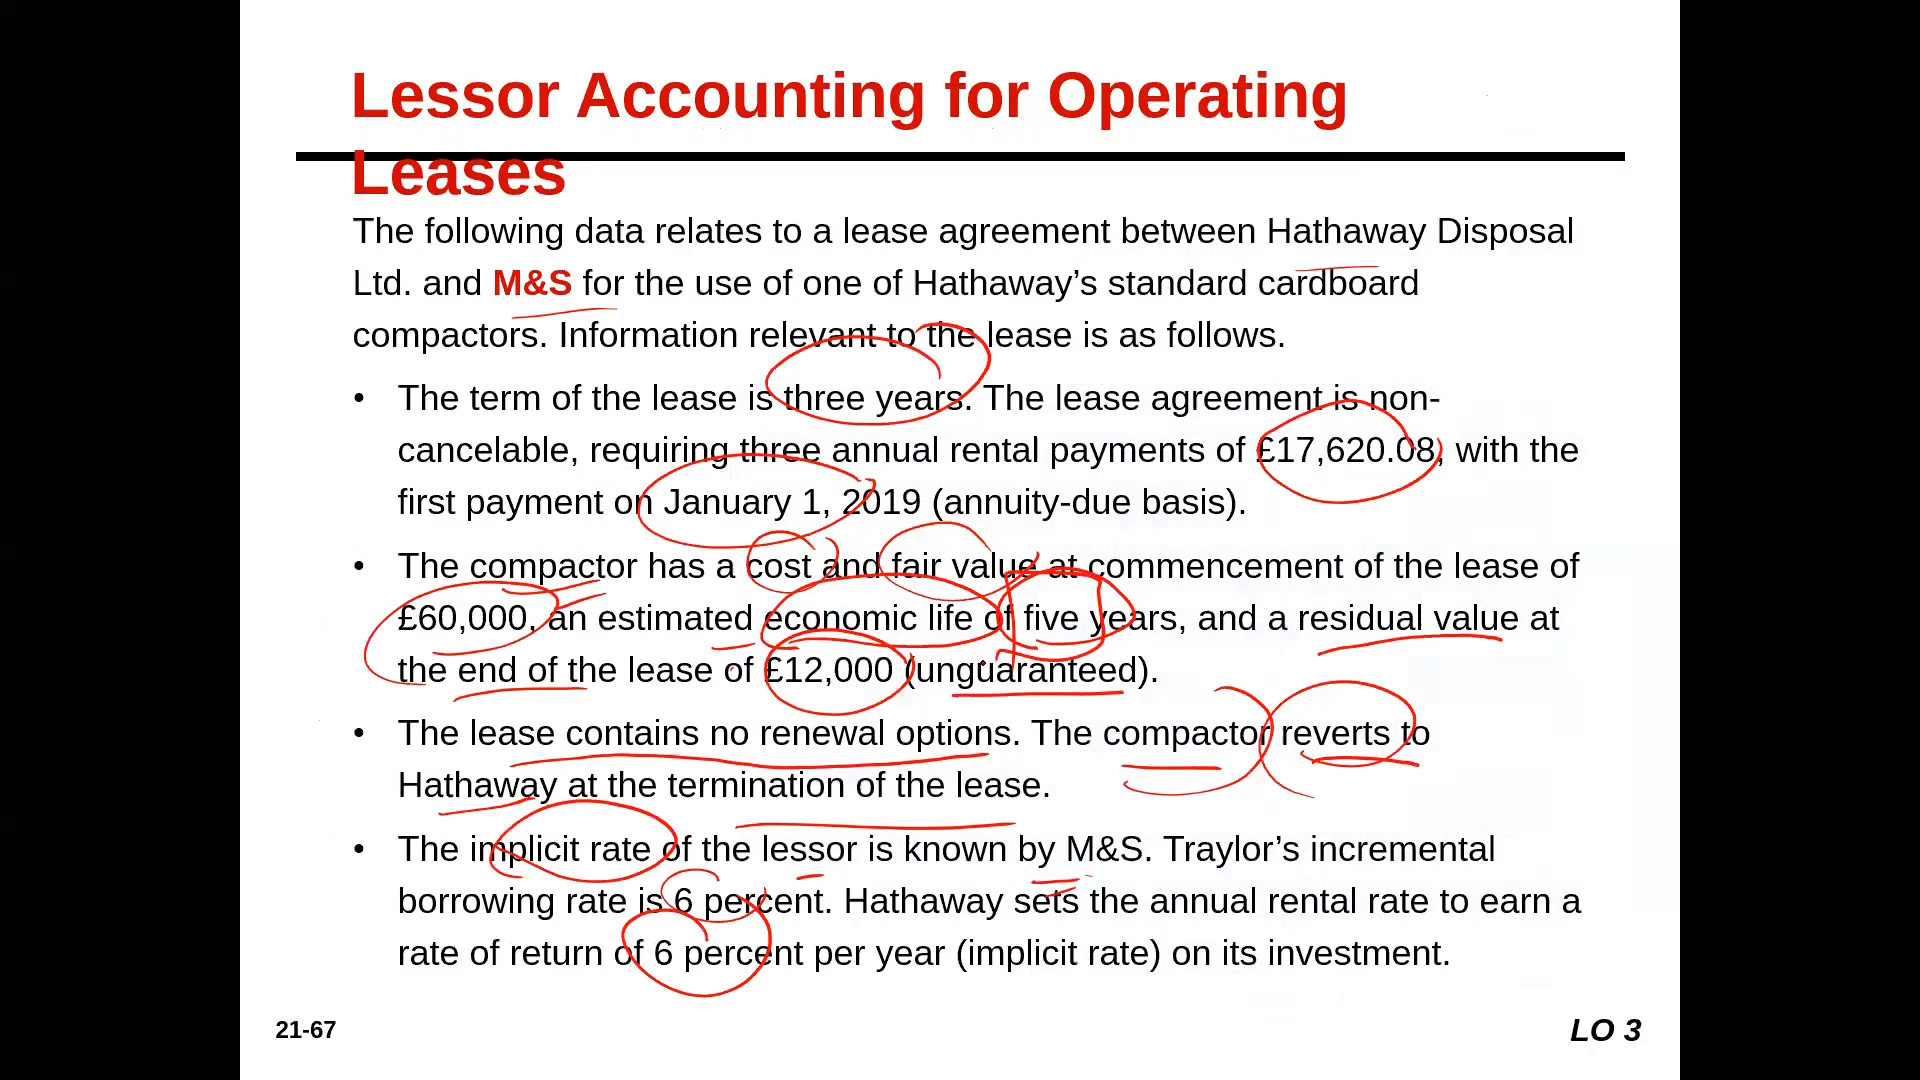 Lessor Accounting for Operating
Leases
The following data relates to a lease agreement between Hathaway Disposal
Ltd. and M&S for the use of one of Hathaway’s standard cardboard
compactors. Information relevant to the lease is as follows.
• The term of the lease is three years. The lease agreement is non-
cancelable, requiring three annual rental payments of £17,620.08, with the
first payment on January 1, 2019 (annuity-due basis).
• The compactor has a cost and fair value at commencement of the lease of
£60,000, an estimated economic life of five years, and a residual value at
the end of the lease of £12,000 (unguaranteed).
• The lease contains no renewal options. The compactor reverts to
Hathaway at the termination of the lease.
• The implicit rate of the lessor is known by M&S. Traylor’s incremental
borrowing rate is 6 percent. Hathaway sets the annual rental rate to earn a
rate of return of 6 percent per year (implicit rate) on its investment.
21-67
LO 3